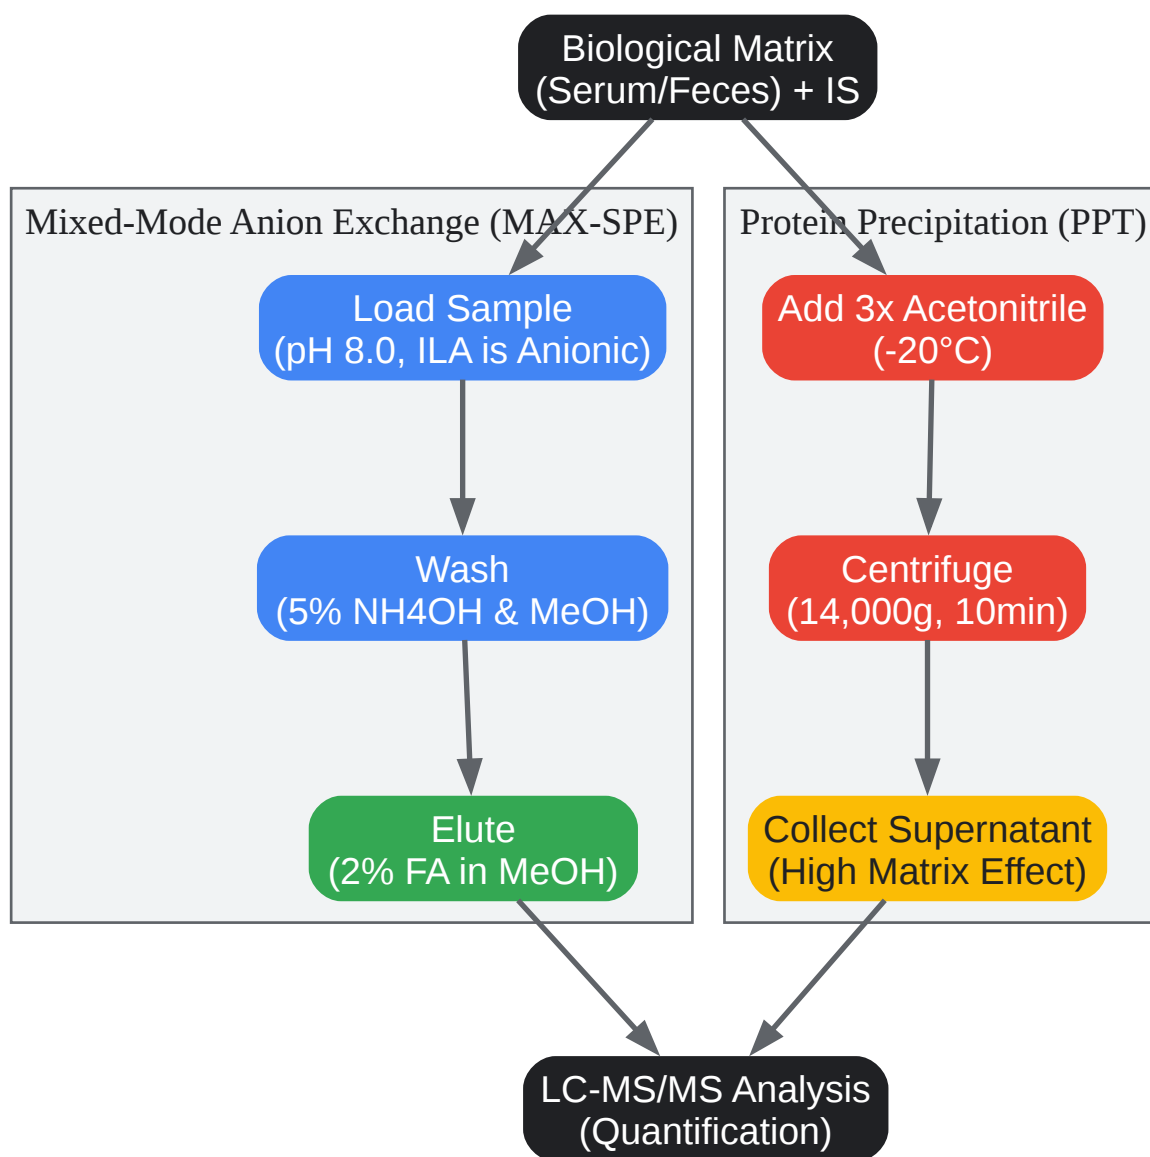 Biological Matrix
(Serum/Feces) + IS
Mixed-Mode Anion Exchange (MAX-SPE)
Load Sample
(pH 8.0, ILA is Anionic)
Wash
(5% NH4OH & MeOH)
Elute
(2% FA in MeOH)
Protein Precipitation (PPT)
Add 3x Acetonitrile
(-20°C)
Centrifuge
(14,000g, 10min)
Collect Supernatant
(High Matrix Effect)
LC-MS/MS Analysis
(Quantification)